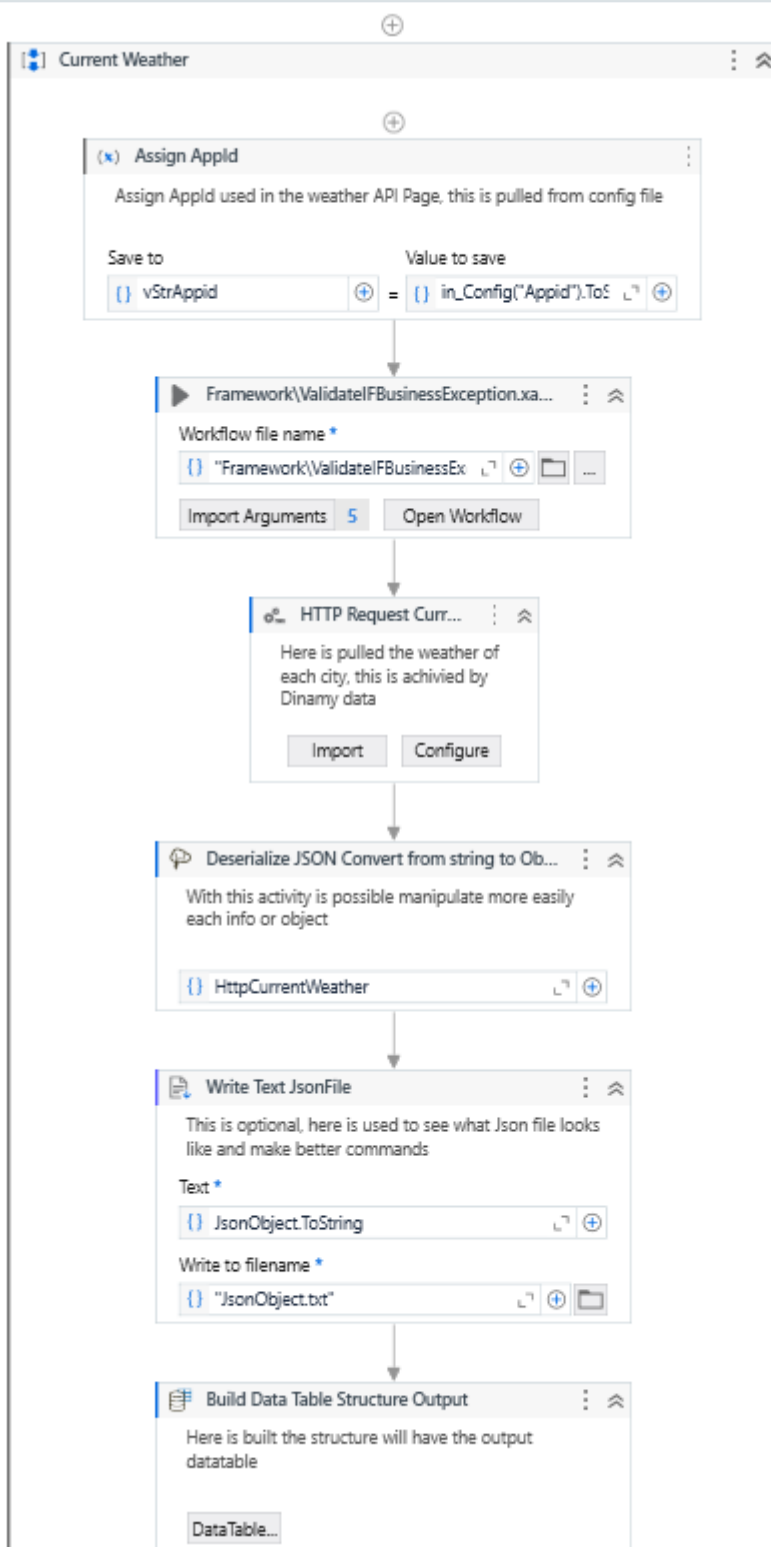 Current Weather
(x) Assign AppId
Assign AppId used in the weather API Page, this is pulled from config file
Save to Value to save
{} vStrAppid = {} in_Config("Appid").ToS
Framework\ValidateIFBusinessException.xa...
Workflow file name *
{} "Framework\ValidateIFBusinessEx ...
Import Arguments 5 Open Workflow
HTTP Request Curr...
Here is pulled the weather of
each city, this is achivied by
Dinamy data
Import Configure
Deserialize JSON Convert from string to Ob...
With this activity is possible manipulate more easily
each info or object
{} HttpCurrentWeather
Write Text JsonFile
This is optional, here is used to see what Json file looks
like and make better commands
Text *
{} JsonObject.ToString
Write to filename *
{} "JsonObject.txt"
Build Data Table Structure Output
Here is built the structure will have the output
datatable
DataTable...